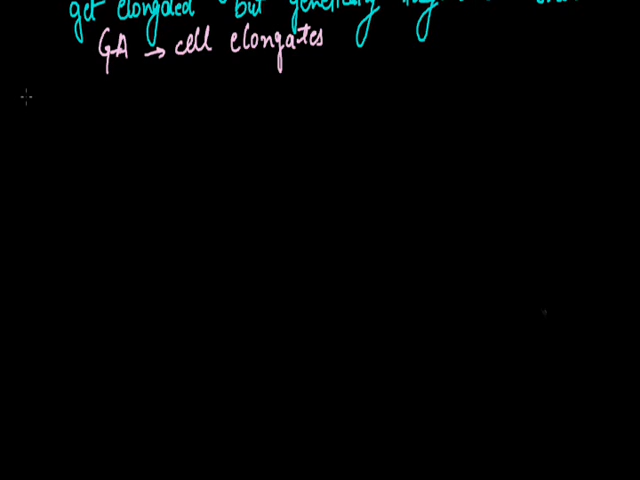 get elongated but genetically
GA → cell elongates